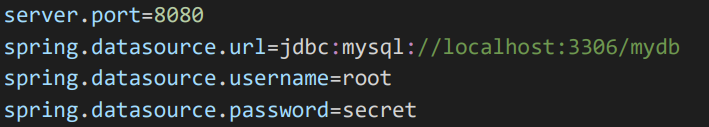 server.port=8080
spring.datasource.url=jdbc:mysql://localhost:3306/mydb
spring.datasource.username=root
spring.datasource.password=secret